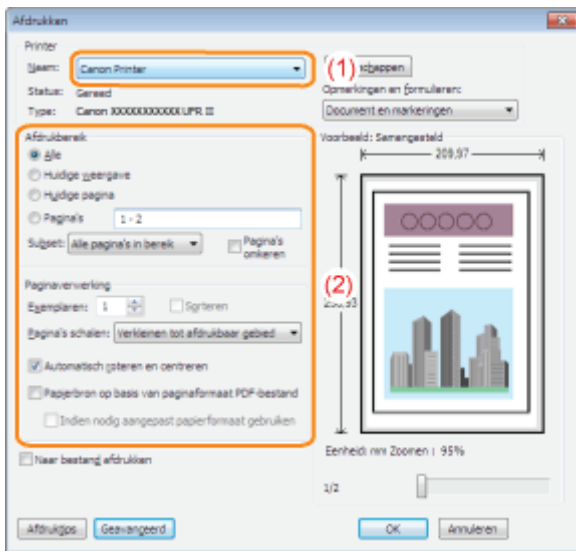 Afdrukken
Printer
Naam: Canon Printer
(1)
schappen
Status: Gereed
Opmerkingen en formulieren:
Type: Canon XXXXXXXXXXXX UFR III
Document en markeringen
Afdrukbereik
Voorbeeld: Samengesteld
Alle
209,97
Huidige weergave
Huidige pagina
Pagina's 1 - 2
Subset: Alle pagina's in bereik
Pagina's omkeren
OOOOO
Paginaverwerking
(2)
Exemplaren: 1
Sorteren
Pagina's schalen: Verkleinen tot afdrukbaar gebied
Automatisch roteren en centreren
Papierbron op basis van paginaformaat PDF-bestand
Indien nodig aangepast papierformaat gebruiken
Naar bestand afdrukken
Eenheid: mm Zoomen : 95%
1/2
Afdruktips
Geavanceerd
OK
Annuleren